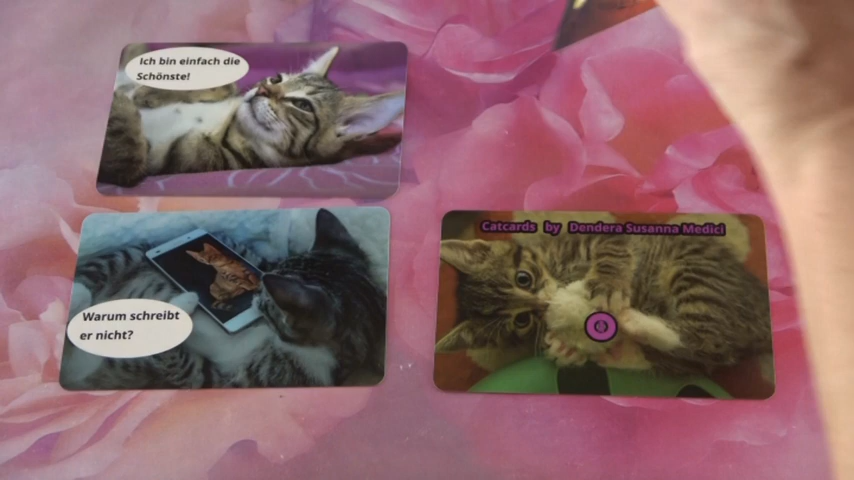 Ich bin einfach die
Schönste!
Warum schreibt
er nicht?
Catcards by Dendera Susanna Medici